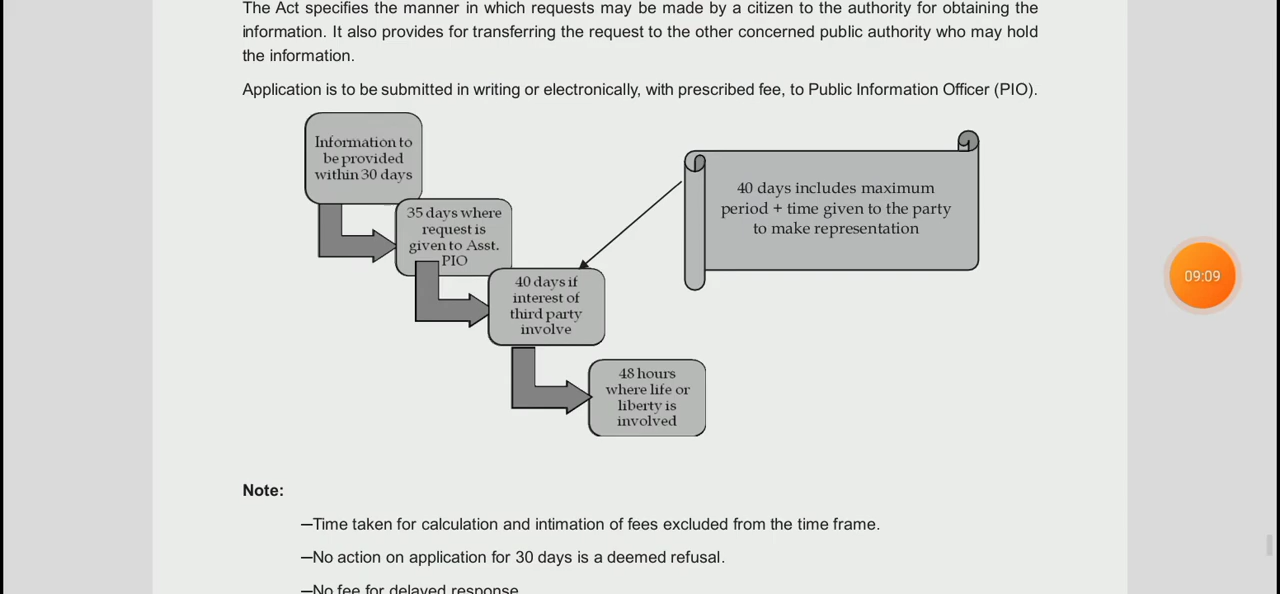 The Act specifies the manner in which requests may be made by a citizen to the authority for obtaining the
information. It also provides for transferring the request to the other concerned public authority who may hold
the information.
Application is to be submitted in writing or electronically, with prescribed fee, to Public Information Officer (PIO).
Information to
be provided
within 30 days
35 days where
request is
given to Asst.
PIO
40 days if
interest of
third party
involve
48 hours
where life or
liberty is
involved
40 days includes maximum
period + time given to the party
to make representation
09:09
Note:
—Time taken for calculation and intimation of fees excluded from the time frame.
—No action on application for 30 days is a deemed refusal.
—No fee for delayed response